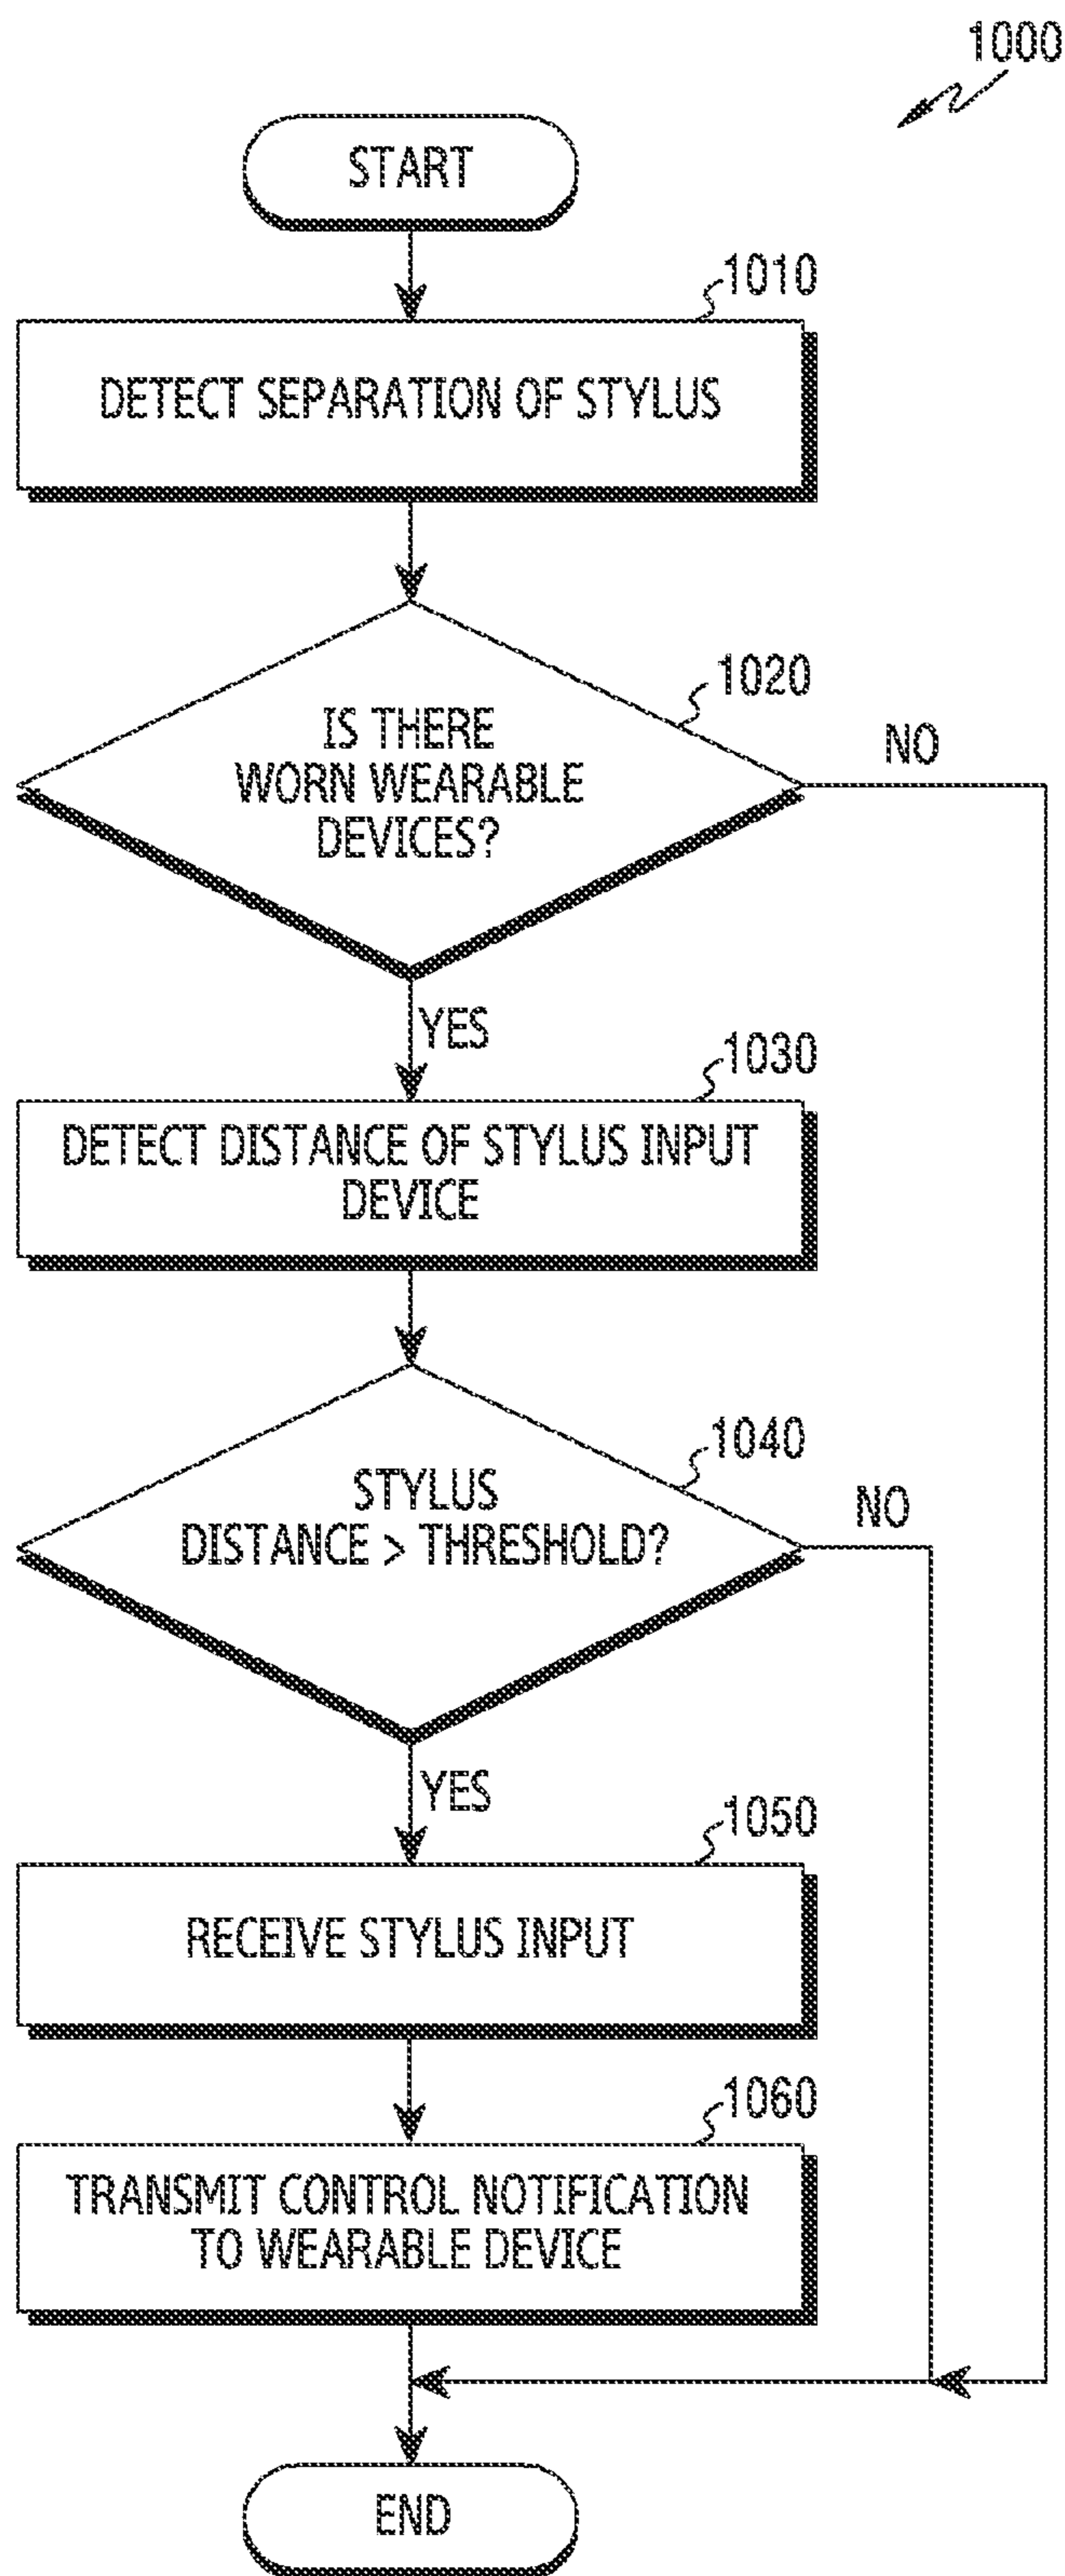 1000
START
1010
DETECT SEPARATION OF STYLUS
1020
IS THERE
WORN WEARABLE
DEVICES?
NO
YES
1030
DETECT DISTANCE OF STYLUS INPUT
DEVICE
1040
STYLUS
DISTANCE > THRESHOLD?
NO
YES
1050
RECEIVE STYLUS INPUT
1060
TRANSMIT CONTROL NOTIFICATION
TO WEARABLE DEVICE
END